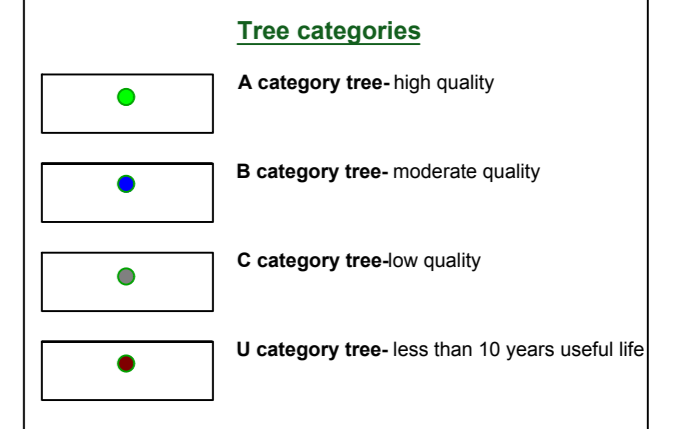 Tree categories
A category tree- high quality
B category tree- moderate quality
C category tree-low quality
U category tree- less than 10 years useful life